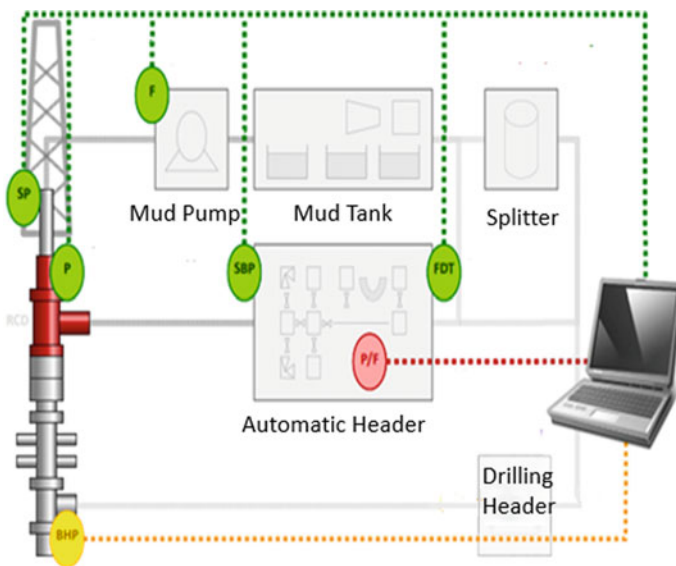 F
SP
Mud Pump
Mud Tank
Splitter
P
SBP
FDT
RCD
P/F
Automatic Header
Drilling
Header
BHP